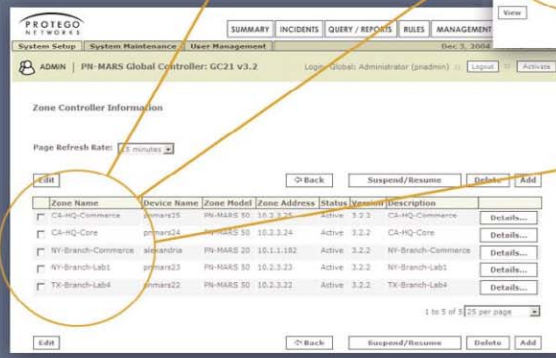 View
PROTEGO
NETWORKS
SUMMARY INCIDENTS QUERY / REPORTS RULES MANAGEMENT
System Setup System Maintenance User Management Dec 3, 2004
ADMIN | PN-MARS Global Controller: GC21 v3.2 Login: Global: Administrator (pnadmin) :: Logout :: Activate
Zone Controller Information
Page Refresh Rate: 15 minutes
Edit Back Suspend/Resume Delete Add
Zone Name Device Name Zone Model Zone Address Status Version Description
CA-HQ-Commerce pnmars25 PN-MARS 50 10.2.3.25 Active 3.2.2 CA-HQ-Commerce Details...
CA-HQ-Core pnmars24 PN-MARS 50 10.2.3.24 Active 3.2.2 CA-HQ-Core Details...
NY-Branch-Commerce alexandria PN-MARS 20 10.1.1.182 Active 3.2.2 NY-Branch-Commerce Details...
NY-Branch-Lab1 pnmars23 PN-MARS 50 10.2.3.23 Active 3.2.2 NY-Branch-Lab1 Details...
TX-Branch-Lab4 pnmars22 PN-MARS 50 10.2.3.22 Active 3.2.2 TX-Branch-Lab4 Details...
1 to 5 of 5 25 per page
Edit Back Suspend/Resume Delete Add